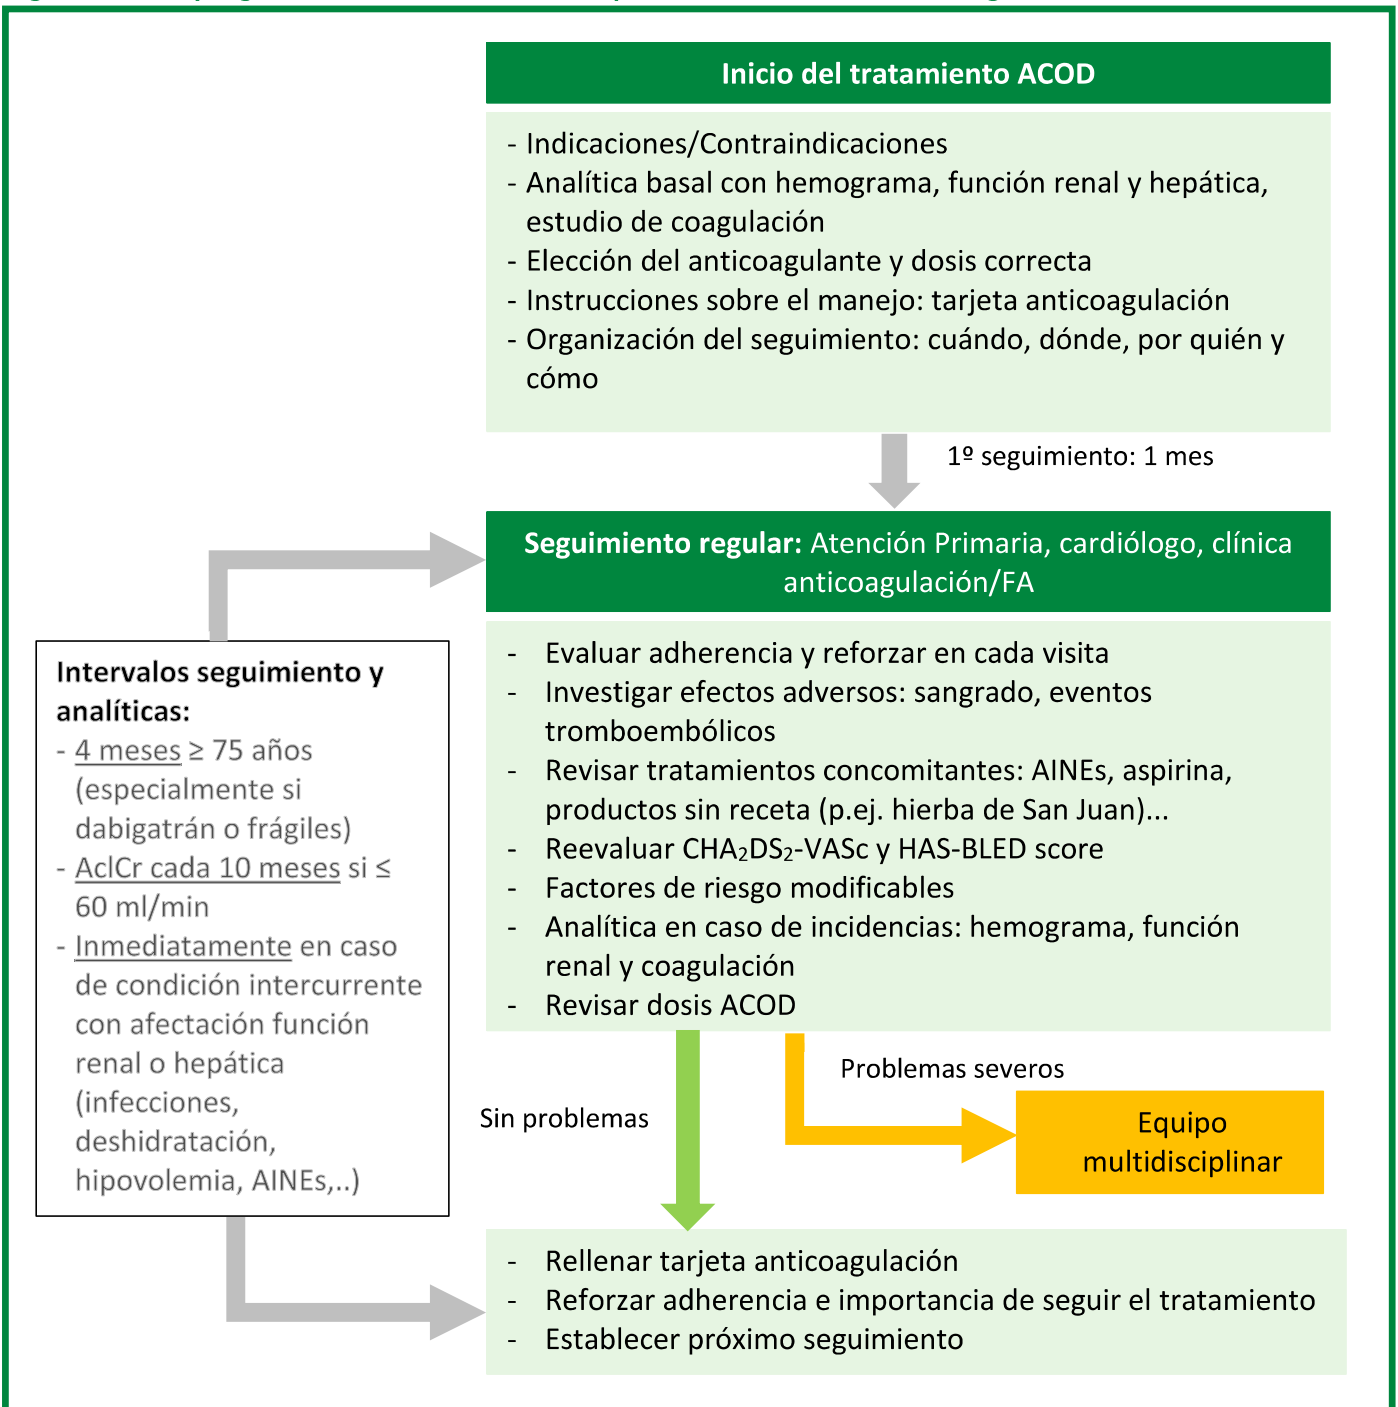 Inicio del tratamiento ACOD
- Indicaciones/Contraindicaciones
- Analítica basal con hemograma, función renal y hepática,
estudio de coagulación
- Elección del anticoagulante y dosis correcta
- Instrucciones sobre el manejo: tarjeta anticoagulación
- Organización del seguimiento: cuándo, dónde, por quién y
cómo
1º seguimiento: 1 mes
Seguimiento regular: Atención Primaria, cardiólogo, clínica
anticoagulación/FA
- Evaluar adherencia y reforzar en cada visita
- Investigar efectos adversos: sangrado, eventos
tromboembólicos
- Revisar tratamientos concomitantes: AINEs, aspirina,
productos sin receta (p.ej. hierba de San Juan)...
- Reevaluar CHA₂DS₂-VASc y HAS-BLED score
- Factores de riesgo modificables
- Analítica en caso de incidencias: hemograma, función
renal y coagulación
- Revisar dosis ACOD
Intervalos seguimiento y
analíticas:
- 4 meses ≥ 75 años
(especialmente si
dabigatrán o frágiles)
- AclCr cada 10 meses si ≤
60 ml/min
- Inmediatamente en caso
de condición intercurrente
con afectación función
renal o hepática
(infecciones,
deshidratación,
hipovolemia, AINEs,..)
Sin problemas
Problemas severos
Equipo
multidisciplinar
- Rellenar tarjeta anticoagulación
- Reforzar adherencia e importancia de seguir el tratamiento
- Establecer próximo seguimiento